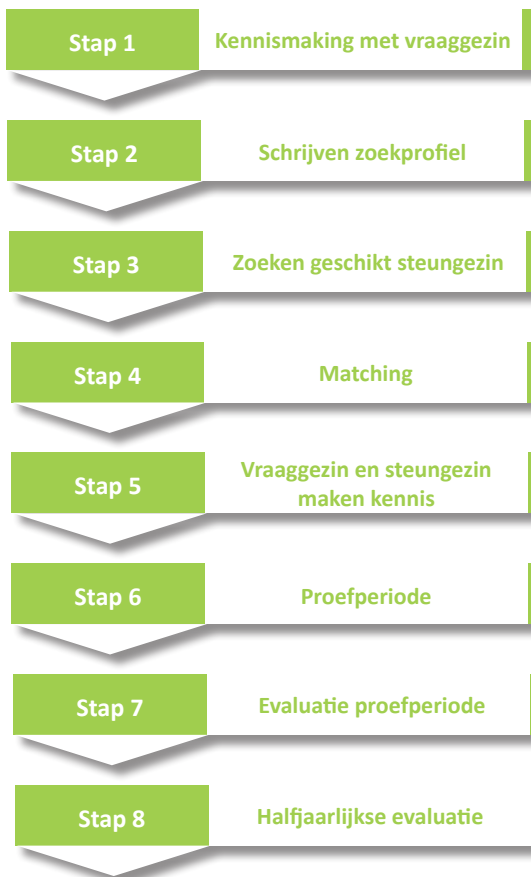 Stap 1
Kennismaking met vraaggezin
Stap 2
Schrijven zoekprofiel
Stap 3
Zoeken geschikt steungezin
Stap 4
Matching
Stap 5
Vraaggezin en steungezin
maken kennis
Stap 6
Proefperiode
Stap 7
Evaluatie proefperiode
Stap 8
Halfjaarlijkse evaluatie